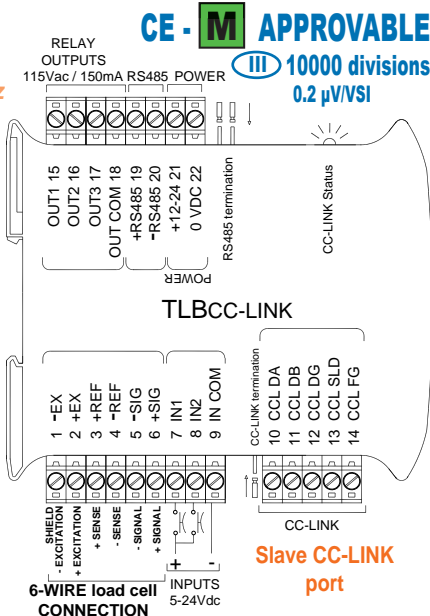 CE - M APPROVABLE
III 10000 divisions
0.2 µV/VSI
RELAY
OUTPUTS
115Vac / 150mA RS485 POWER
OUT1 15
OUT2 16
OUT3 17
OUT COM 18
+RS485 19
-RS485 20
+12-24 21
0 VDC 22
RS485 termination
CC-LINK Status
POWER
TLBCC-LINK
1 -EX
2 +EX
3 +REF
4 -REF
5 -SIG
6 +SIG
7 IN1
8 IN2
9 IN COM
CC-LINK termination
10 CCL DA
11 CCL DB
12 CCL DG
13 CCL SLD
14 CCL FG
SHIELD
- EXCITATION
+ EXCITATION
+ SENSE
- SENSE
- SIGNAL
+ SIGNAL
+ -
CC-LINK
6-WIRE load cell
CONNECTION
INPUTS
5-24Vdc
Slave CC-LINK
port